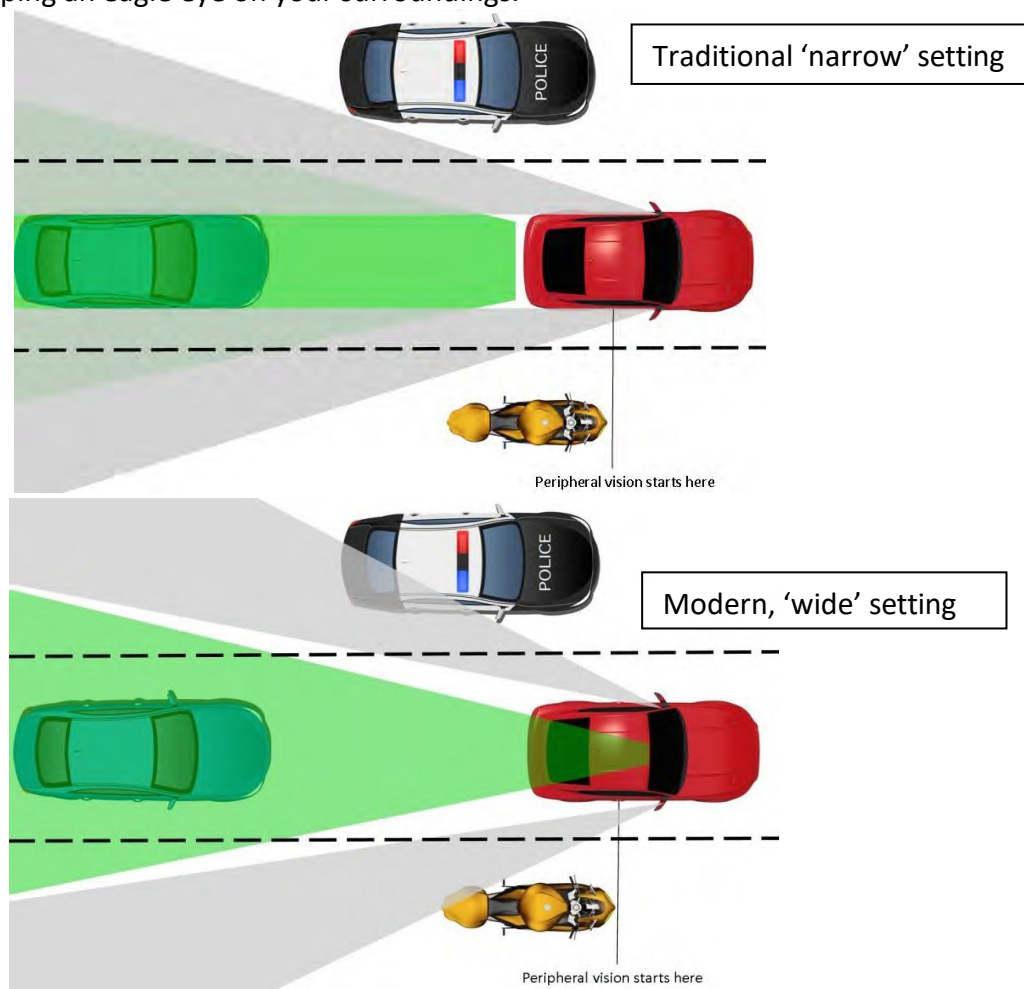 ping an eagle eye on your surroundings.
Traditional ‘narrow’ setting
POLICE
Peripheral vision starts here
POLICE
Modern, ‘wide’ setting
Peripheral vision starts here